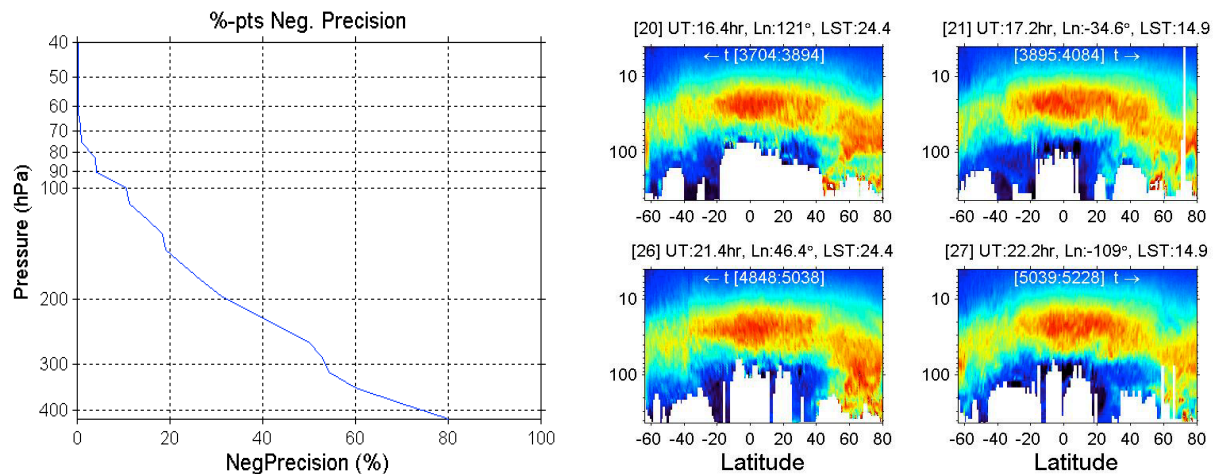 %-pts Neg. Precision
40
50
60
70
80
90
100
200
300
400
Pressure (hPa)
0 20 40 60 80 100
NegPrecision (%)
[20] UT:16.4hr, Ln:121°, LST:24.4
← t [3704:3894]
10
100
-60 -40 -20 0 20 40 60 80
[21] UT:17.2hr, Ln:-34.6°, LST:14.9
[3895:4084] t →
10
100
-60 -40 -20 0 20 40 60 80
[26] UT:21.4hr, Ln:46.4°, LST:24.4
← t [4848:5038]
10
100
-60 -40 -20 0 20 40 60 80
Latitude
[27] UT:22.2hr, Ln:-109°, LST:14.9
[5039:5228] t →
10
100
-60 -40 -20 0 20 40 60 80
Latitude